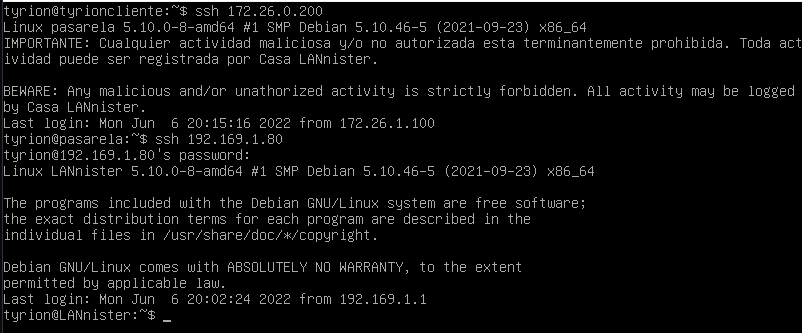 tyrion@tyrioncliente:~$ ssh 172.26.0.200
Linux pasarela 5.10.0-8-amd64 #1 SMP Debian 5.10.46-5 (2021-09-23) x86_64
IMPORTANTE: Cualquier actividad maliciosa y/o no autorizada esta terminantemente prohibida. Toda act
ividad puede ser registrada por Casa LANnister.

BEWARE: Any malicious and/or unathorized activity is strictly forbidden. All activity may be logged
by Casa LANnister.
Last login: Mon Jun  6 20:15:16 2022 from 172.26.1.100
tyrion@pasarela:~$ ssh 192.169.1.80
tyrion@192.169.1.80's password:
Linux LANnister 5.10.0-8-amd64 #1 SMP Debian 5.10.46-5 (2021-09-23) x86_64

The programs included with the Debian GNU/Linux system are free software;
the exact distribution terms for each program are described in the
individual files in /usr/share/doc/*/copyright.

Debian GNU/Linux comes with ABSOLUTELY NO WARRANTY, to the extent
permitted by applicable law.
Last login: Mon Jun  6 20:02:24 2022 from 192.169.1.1
tyrion@LANnister:~$ _